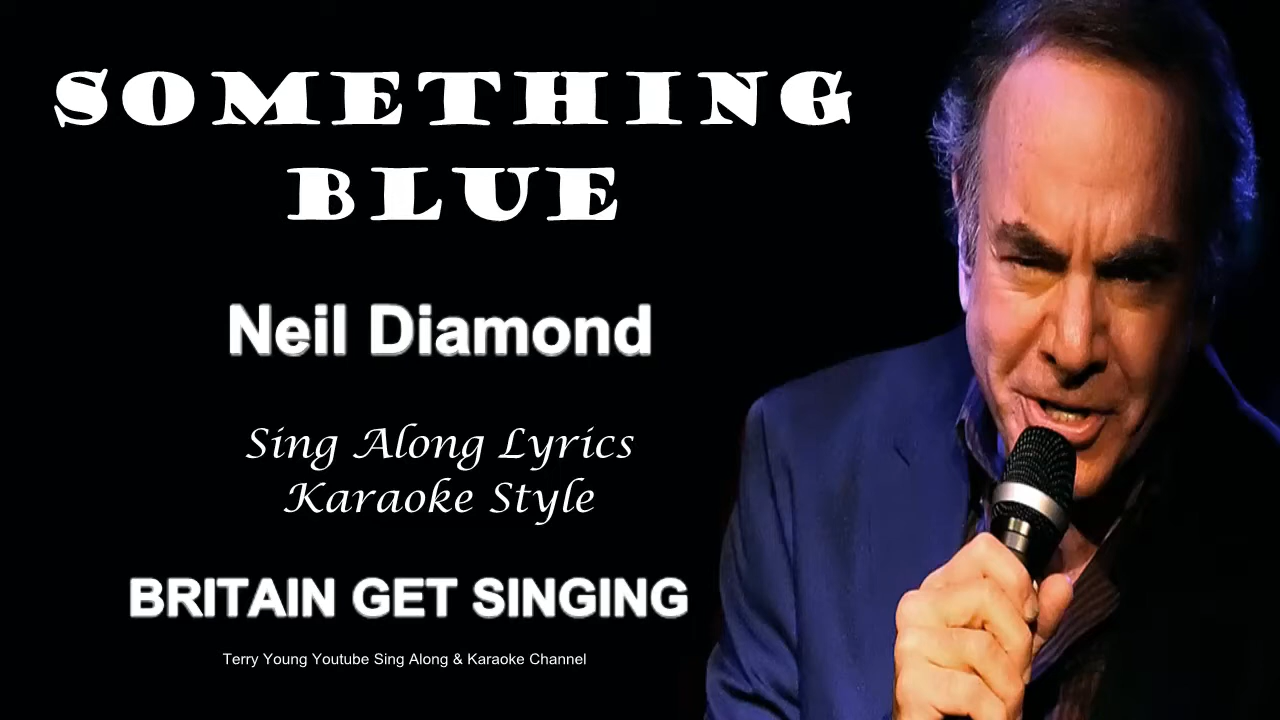 SOMETHING
BLUE
Neil Diamond
Sing Along Lyrics
Karaoke Style
BRITAIN GET SINGING
Terry Young Youtube Sing Along & Karaoke Channel